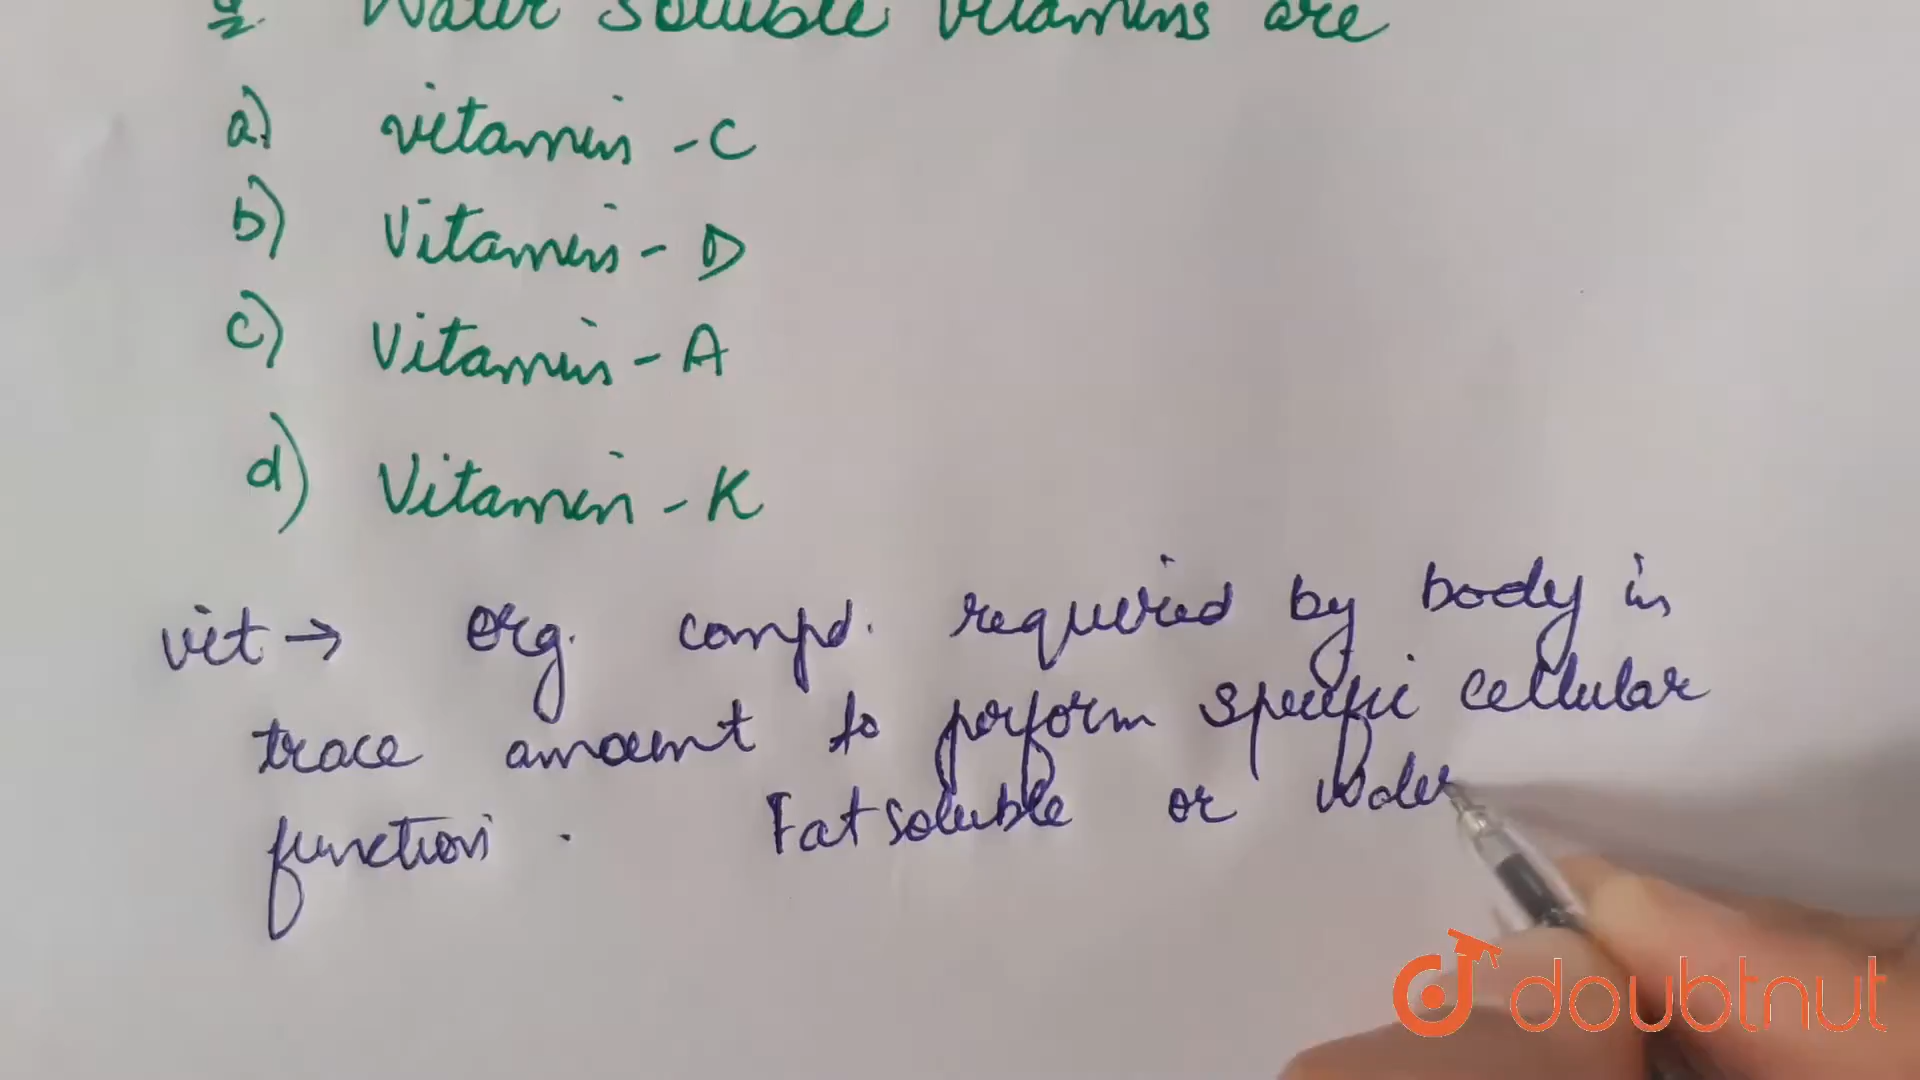 Q. Water soluble vitamins are
a) vitamin - C
b) Vitamin - D
c) Vitamin - A
d) Vitamin - K
vit → org. compd. required by body in
trace amount to perform specific cellular
function. Fat soluble or water
doubtnut